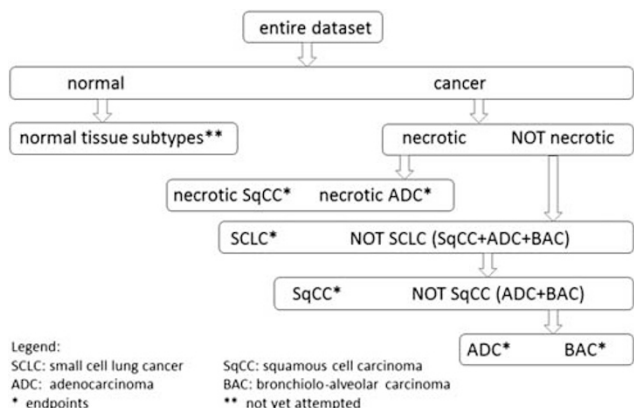 entire dataset
normal cancer
normal tissue subtypes**
necrotic NOT necrotic
necrotic SqCC* necrotic ADC*
SCLC* NOT SCLC (SqCC+ADC+BAC)
SqCC* NOT SqCC (ADC+BAC)
ADC* BAC*
Legend:
SCLC: small cell lung cancer SqCC: squamous cell carcinoma
ADC: adenocarcinoma BAC: bronchiolo-alveolar carcinoma
* endpoints ** not yet attempted